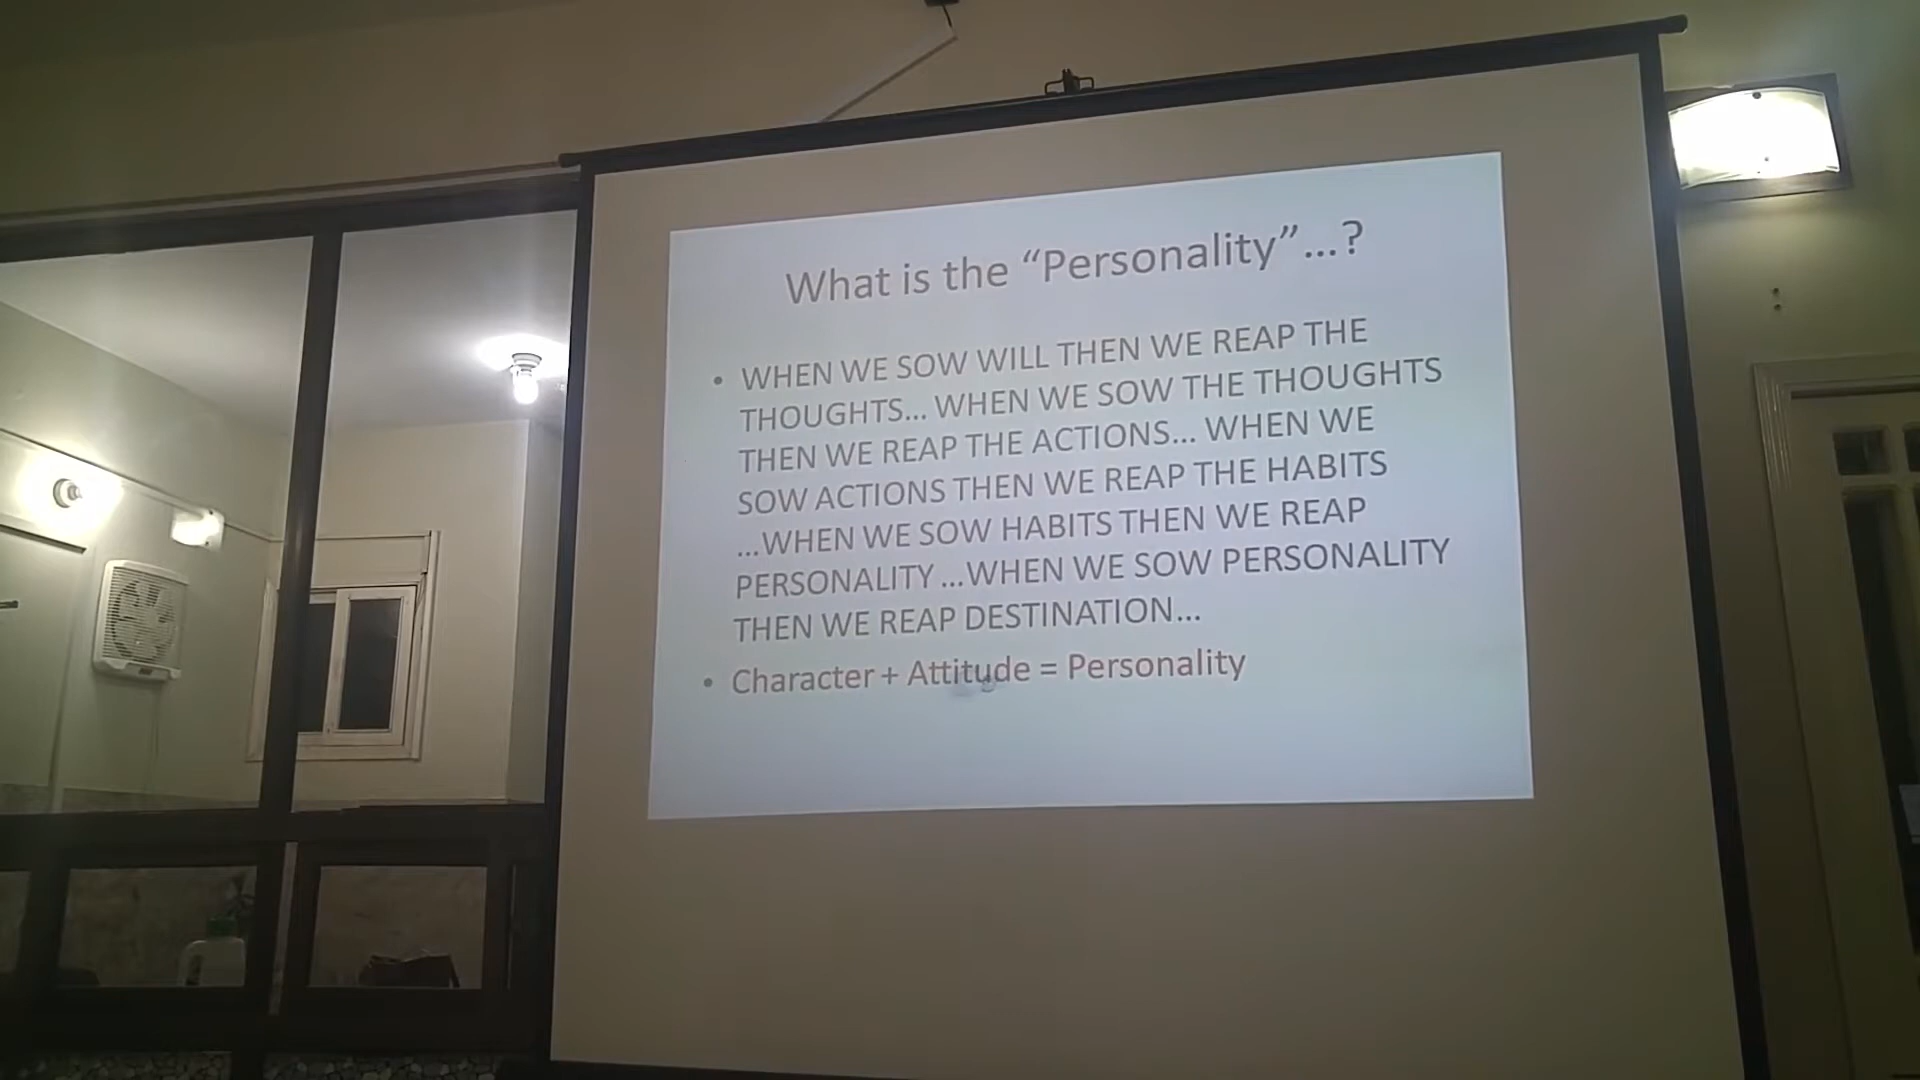 What is the “Personality”...?
• WHEN WE SOW WILL THEN WE REAP THE
THOUGHTS... WHEN WE SOW THE THOUGHTS
THEN WE REAP THE ACTIONS... WHEN WE
SOW ACTIONS THEN WE REAP THE HABITS
...WHEN WE SOW HABITS THEN WE REAP
PERSONALITY ...WHEN WE SOW PERSONALITY
THEN WE REAP DESTINATION...
• Character + Attitude = Personality